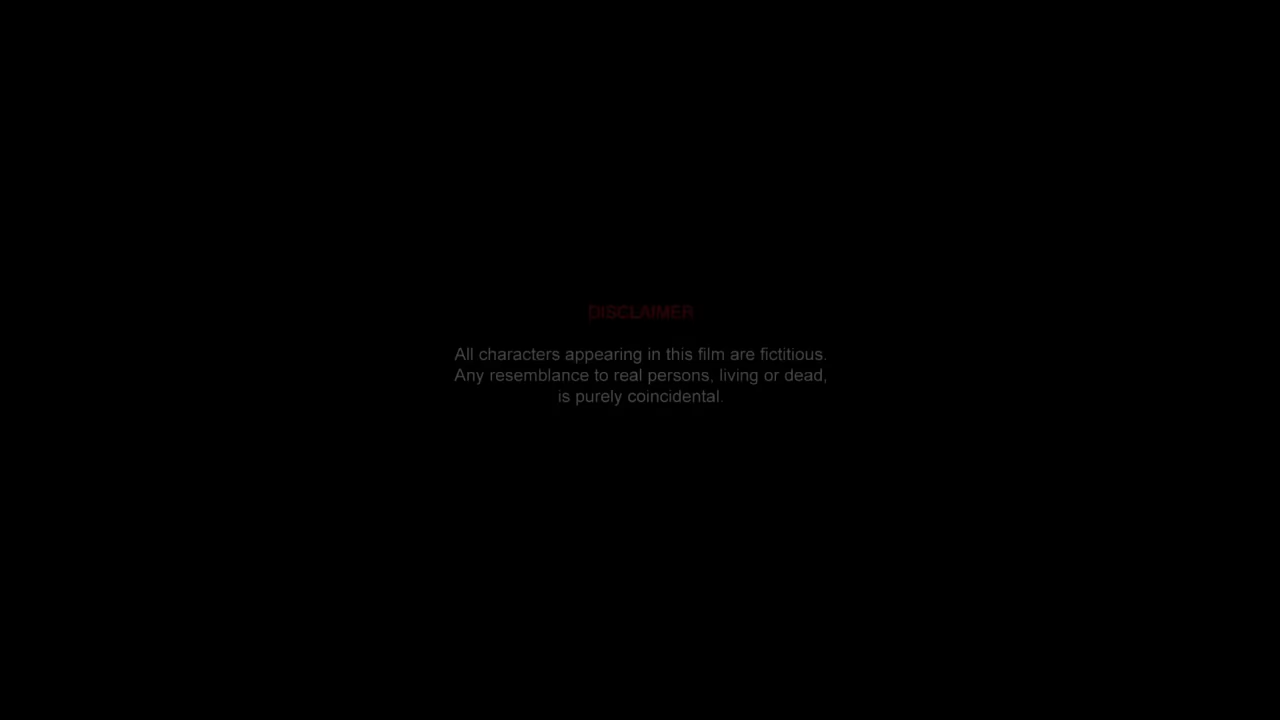 DISCLAIMER
All characters appearing in this film are fictitious.
Any resemblance to real persons, living or dead,
is purely coincidental.